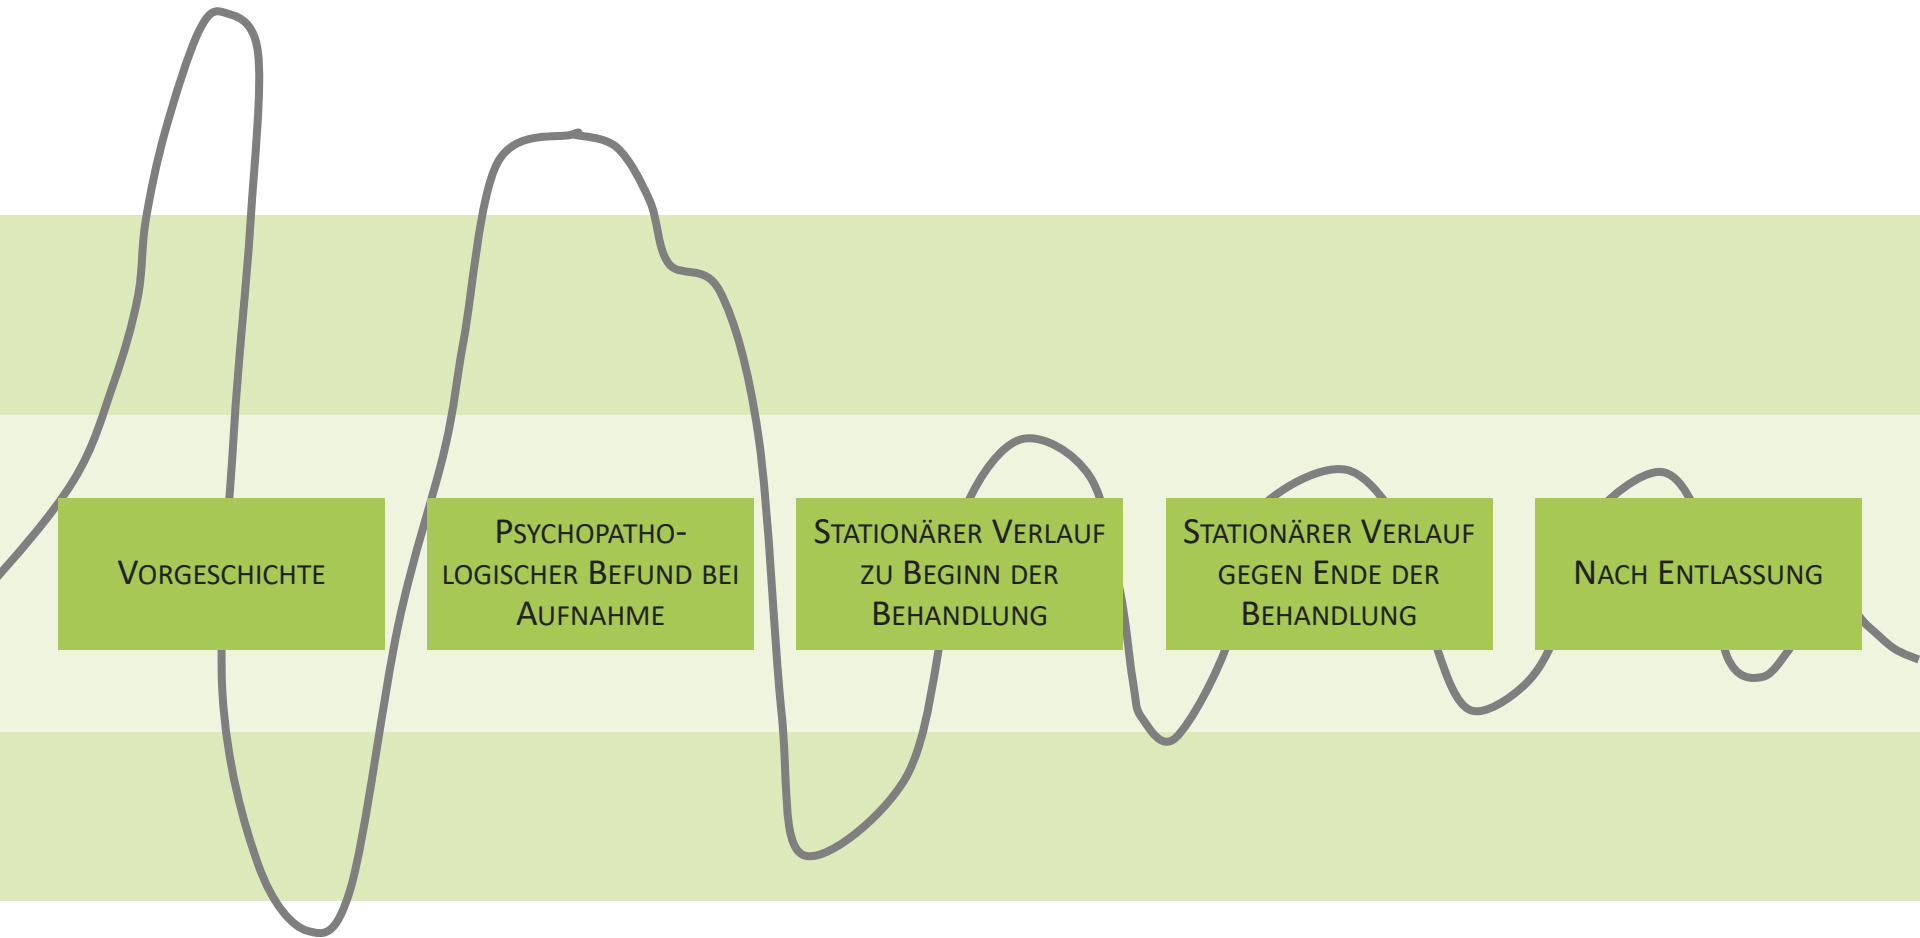 Vorgeschichte
Psychopatho-
logischer Befund bei
Aufnahme
Stationärer Verlauf
zu Beginn der
Behandlung
Stationärer Verlauf
gegen Ende der
Behandlung
Nach Entlassung